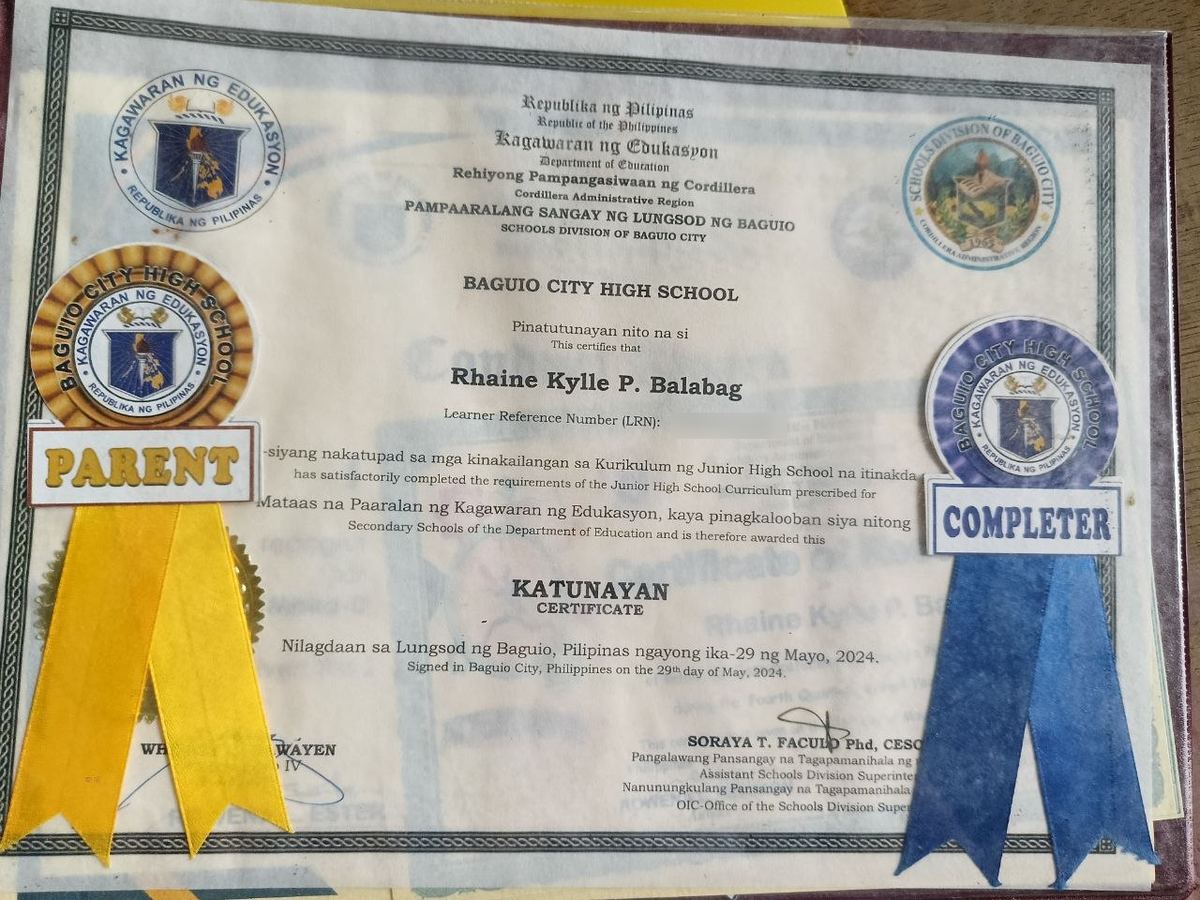 KAGAWARAN NG EDUKASYON
REPUBLIKA NG PILIPINAS
Republika ng Pilipinas
Republic of the Philippines
Kagawaran ng Edukasyon
Department of Education
Rehiyong Pampangasiwaan ng Cordillera
Cordillera Administrative Region
PAMPAARALANG SANGAY NG LUNGSOD NG BAGUIO
SCHOOLS DIVISION OF BAGUIO CITY
SCHOOLS DIVISION OF BAGUIO CITY
1965
CORDILLERA ADMINISTRATIVE REGION
BAGUIO CITY HIGH SCHOOL
Pinatutunayan nito na si
This certifies that
Rhaine Kylle P. Balabag
Learner Reference Number (LRN):
-siyang nakatupad sa mga kinakailangan sa Kurikulum ng Junior High School na itinakda
has satisfactorily completed the requirements of the Junior High School Curriculum prescribed for
Mataas na Paaralan ng Kagawaran ng Edukasyon, kaya pinagkalooban siya nitong
Secondary Schools of the Department of Education and is therefore awarded this
KATUNAYAN
CERTIFICATE
Nilagdaan sa Lungsod ng Baguio, Pilipinas ngayong ika-29 ng Mayo, 2024.
Signed in Baguio City, Philippines on the 29th day of May, 2024.
WAYEN
IV
SORAYA T. FACULO Phd, CESO
Pangalawang Pansangay na Tagapamanihala ng
Assistant Schools Division
Nanunungkulang Pansangay na Tagapamanihala
OIC-Office of the Schools Division
BAGUIO CITY HIGH SCHOOL
KAGAWARAN NG EDUKASYON
REPUBLIKA NG PILIPINAS
PARENT
BAGUIO CITY HIGH SCHOOL
KAGAWARAN NG EDUKASYON
REPUBLIKA NG PILIPINAS
COMPLETER